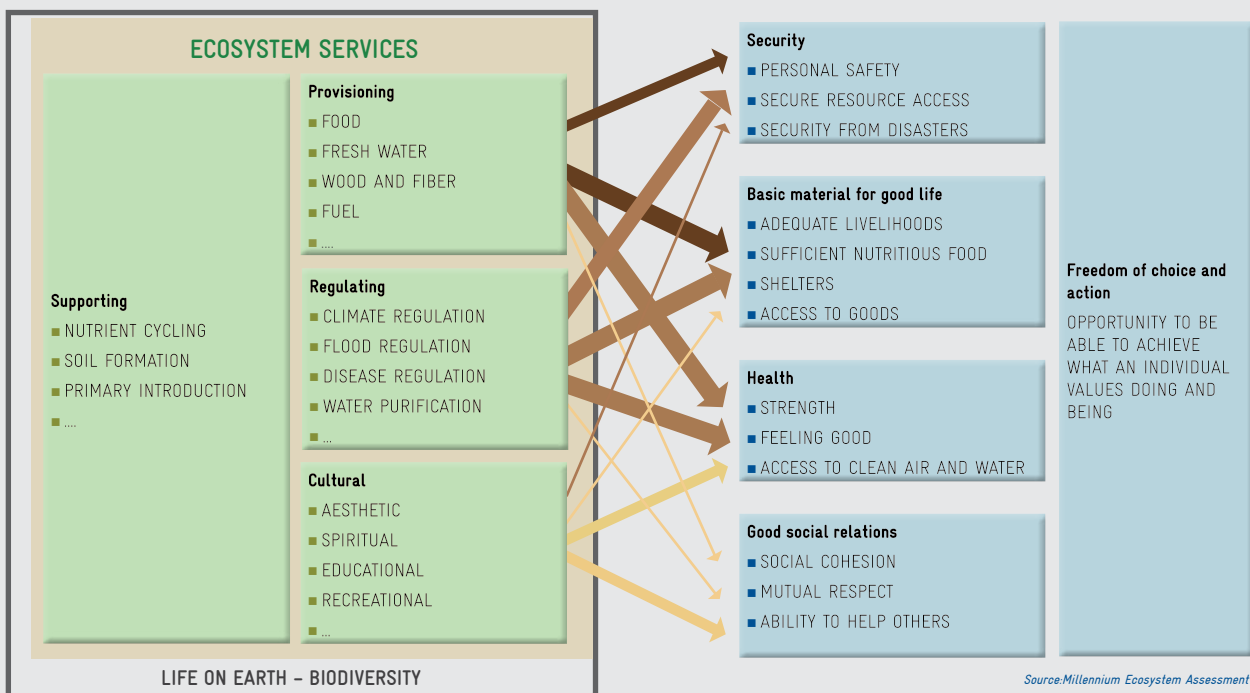 ECOSYSTEM SERVICES
Supporting
■ NUTRIENT CYCLING
■ SOIL FORMATION
■ PRIMARY INTRODUCTION
■ ....
Provisioning
■ FOOD
■ FRESH WATER
■ WOOD AND FIBER
■ FUEL
■ ....
Regulating
■ CLIMATE REGULATION
■ FLOOD REGULATION
■ DISEASE REGULATION
■ WATER PURIFICATION
■ ...
Cultural
■ AESTHETIC
■ SPIRITUAL
■ EDUCATIONAL
■ RECREATIONAL
■ ...
LIFE ON EARTH – BIODIVERSITY
Security
■ PERSONAL SAFETY
■ SECURE RESOURCE ACCESS
■ SECURITY FROM DISASTERS
Basic material for good life
■ ADEQUATE LIVELIHOODS
■ SUFFICIENT NUTRITIOUS FOOD
■ SHELTERS
■ ACCESS TO GOODS
Health
■ STRENGTH
■ FEELING GOOD
■ ACCESS TO CLEAN AIR AND WATER
Good social relations
■ SOCIAL COHESION
■ MUTUAL RESPECT
■ ABILITY TO HELP OTHERS
Freedom of choice and
action
OPPORTUNITY TO BE
ABLE TO ACHIEVE
WHAT AN INDIVIDUAL
VALUES DOING AND
BEING
Source:Millennium Ecosystem Assessment